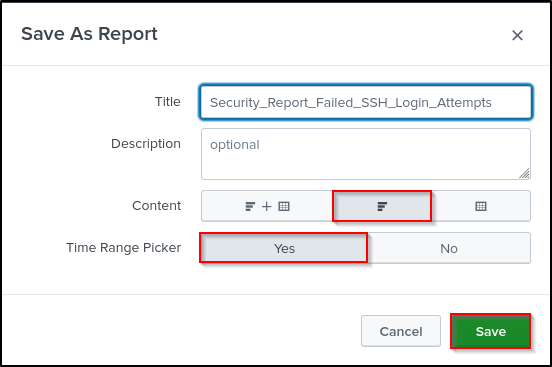 Save As Report
Title Security_Report_Failed_SSH_Login_Attempts
Description optional
Content +
Time Range Picker Yes No
Cancel Save